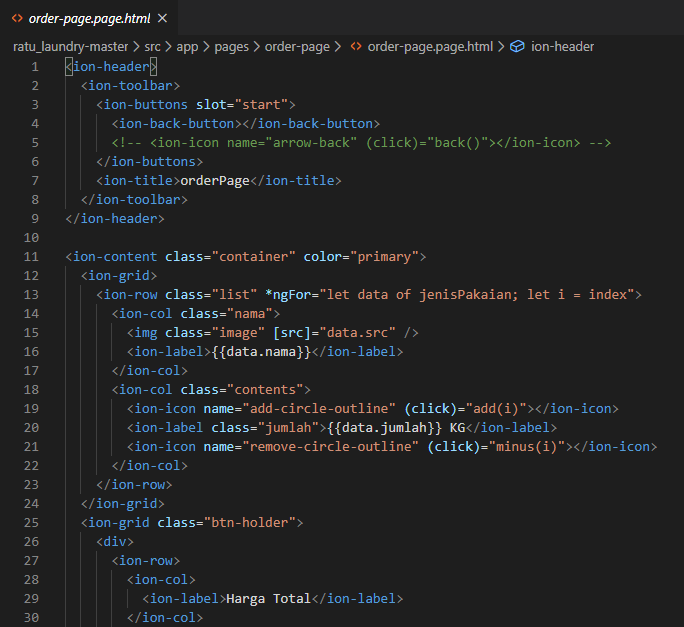 order-page.page.html
ratu_laundry-master > src > app > pages > order-page > order-page.page.html > ion-header
1 <ion-header>
2   <ion-toolbar>
3     <ion-buttons slot="start">
4       <ion-back-button></ion-back-button>
5       <!-- <ion-icon name="arrow-back" (click)="back()"></ion-icon> -->
6     </ion-buttons>
7     <ion-title>orderPage</ion-title>
8   </ion-toolbar>
9 </ion-header>
10
11 <ion-content class="container" color="primary">
12   <ion-grid>
13     <ion-row class="list" *ngFor="let data of jenisPakaian; let i = index">
14       <ion-col class="nama">
15         <img class="image" [src]="data.src" />
16         <ion-label>{{data.nama}}</ion-label>
17       </ion-col>
18       <ion-col class="contents">
19         <ion-icon name="add-circle-outline" (click)="add(i)"></ion-icon>
20         <ion-label class="jumlah">{{data.jumlah}} KG</ion-label>
21         <ion-icon name="remove-circle-outline" (click)="minus(i)"></ion-icon>
22       </ion-col>
23     </ion-row>
24   </ion-grid>
25   <ion-grid class="btn-holder">
26     <div>
27       <ion-row>
28         <ion-col>
29           <ion-label>Harga Total</ion-label>
30         </ion-col>